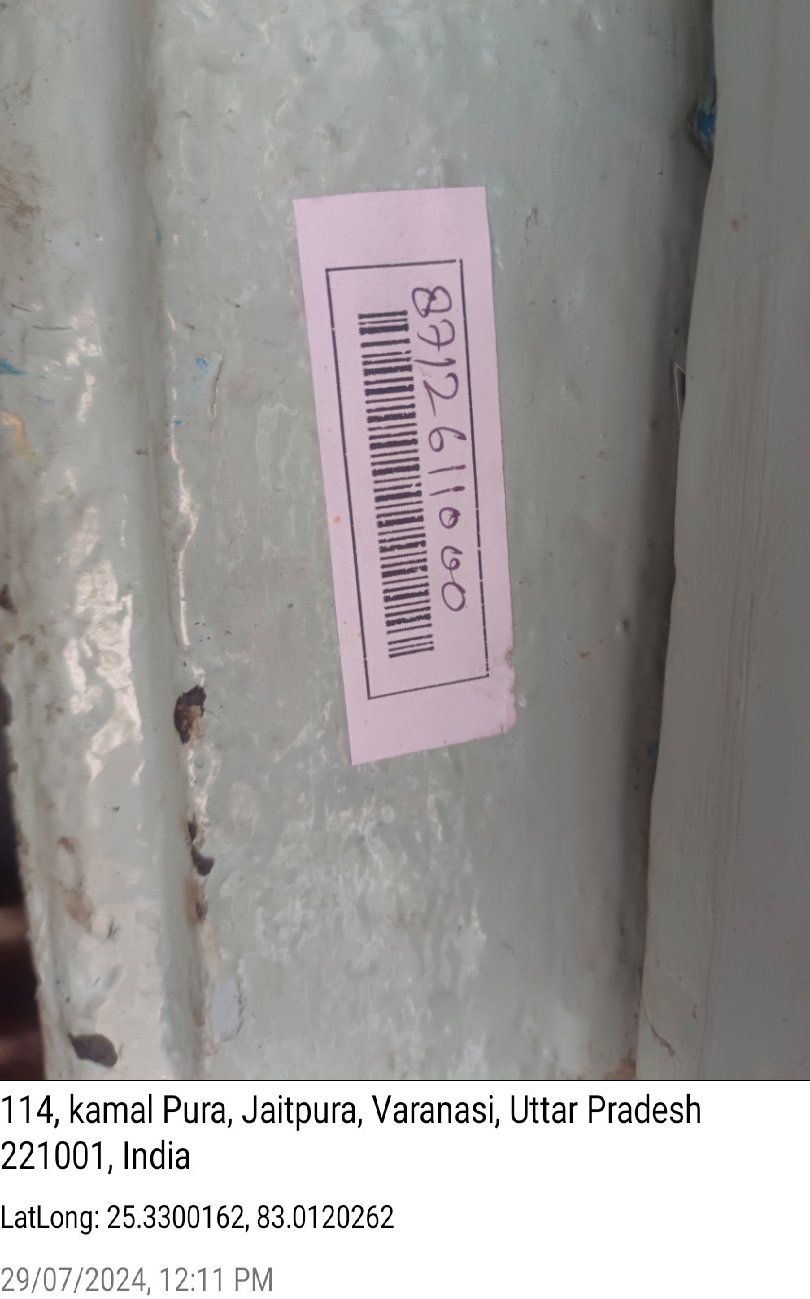 8712611000
114, kamal Pura, Jaitpura, Varanasi, Uttar Pradesh
221001, India
LatLong: 25.3300162, 83.0120262
29/07/2024, 12:11 PM